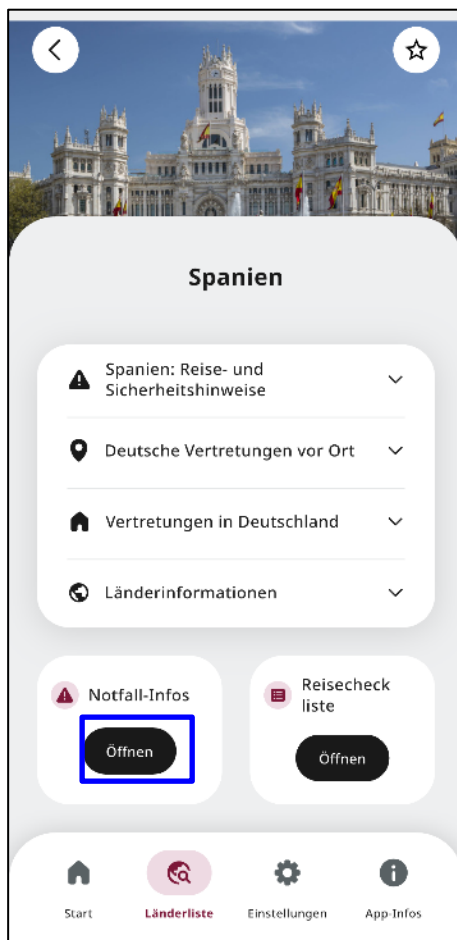 Spanien
Spanien: Reise- und
Sicherheitshinweise
Deutsche Vertretungen vor Ort
Vertretungen in Deutschland
Länderinformationen
Notfall-Infos
Öffnen
Reisecheck
liste
Öffnen
Start
Länderliste
Einstellungen
App-Infos